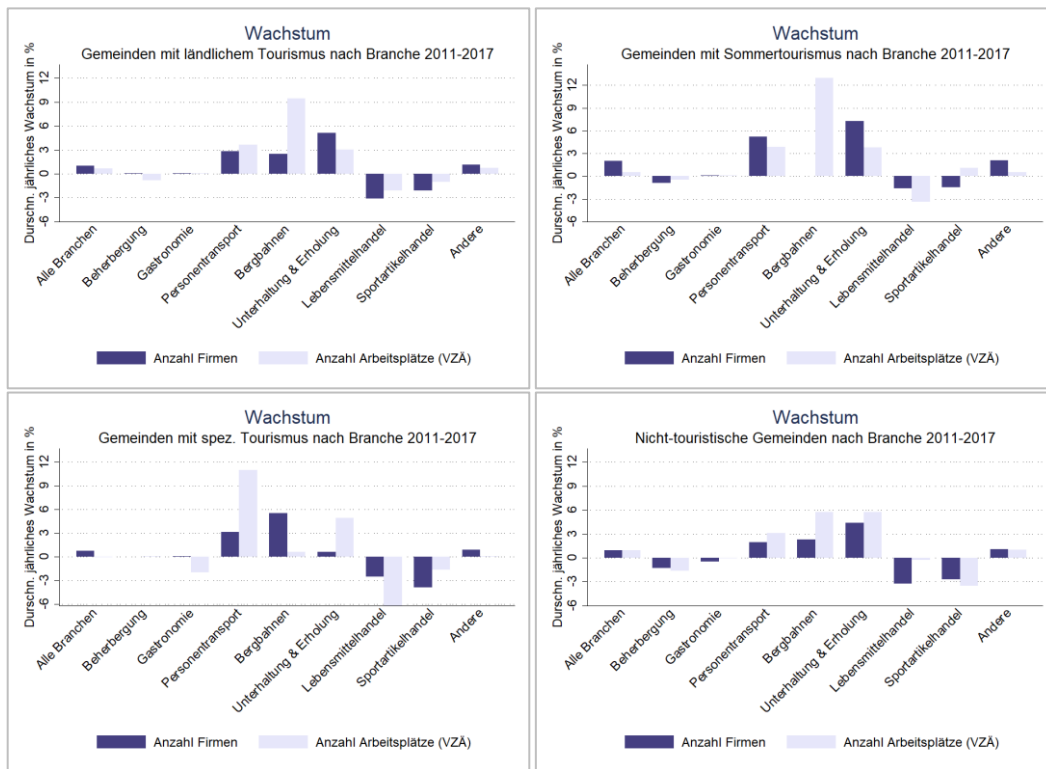 Wachstum
Gemeinden mit ländlichem Tourismus nach Branche 2011-2017
Durschn. jährliches Wachstum in %
12
9
6
3
0
-3
-6
Alle Branchen
Beherbergung
Gastronomie
Personentransport
Bergbahnen
Unterhaltung & Erholung
Lebensmittelhandel
Sportartikelhandel
Andere
Anzahl Firmen
Anzahl Arbeitsplätze (VZÄ)
Wachstum
Gemeinden mit Sommertourismus nach Branche 2011-2017
Durschn. jährliches Wachstum in %
12
9
6
3
0
-3
-6
Alle Branchen
Beherbergung
Gastronomie
Personentransport
Bergbahnen
Unterhaltung & Erholung
Lebensmittelhandel
Sportartikelhandel
Andere
Anzahl Firmen
Anzahl Arbeitsplätze (VZÄ)
Wachstum
Gemeinden mit spez. Tourismus nach Branche 2011-2017
Durschn. jährliches Wachstum in %
12
9
6
3
0
-3
-6
Alle Branchen
Beherbergung
Gastronomie
Personentransport
Bergbahnen
Unterhaltung & Erholung
Lebensmittelhandel
Sportartikelhandel
Andere
Anzahl Firmen
Anzahl Arbeitsplätze (VZÄ)
Wachstum
Nicht-touristische Gemeinden nach Branche 2011-2017
Durschn. jährliches Wachstum in %
12
9
6
3
0
-3
-6
Alle Branchen
Beherbergung
Gastronomie
Personentransport
Bergbahnen
Unterhaltung & Erholung
Lebensmittelhandel
Sportartikelhandel
Andere
Anzahl Firmen
Anzahl Arbeitsplätze (VZÄ)